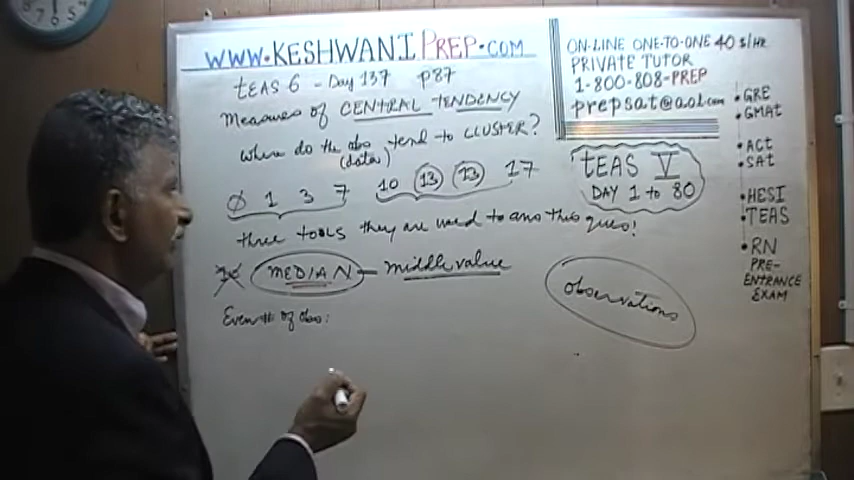 WWW.KESHWANIPREP.COM
TEAS 6 - Day 137 p87
Measures of CENTRAL TENDENCY
Where do the obs tend to CLUSTER?
(data)
0 1 3 7 10 13 13 17
three tools they are used to ans this ques!
MEDIAN - middle value
Even # of obs:
ON-LINE ONE-TO-ONE 40 $/HR
PRIVATE TUTOR
1-800-808-PREP
prepsat@aol.com
TEAS V
DAY 1 to 80
observations
• GRE
• GMAT
• ACT
• SAT
• HESI
• TEAS
• RN
PRE-
ENTRANCE
EXAM